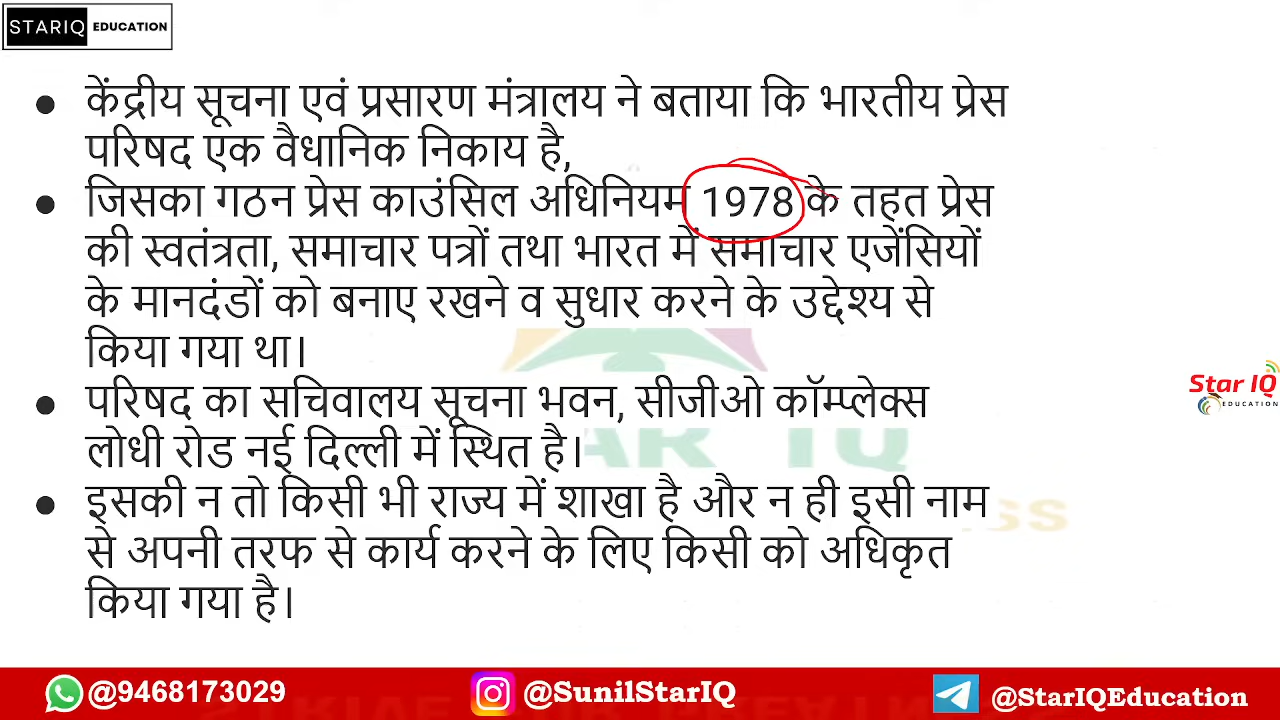 STARIQ EDUCATION
• केंद्रीय सूचना एवं प्रसारण मंत्रालय ने बताया कि भारतीय प्रेस
परिषद एक वैधानिक निकाय है,
• जिसका गठन प्रेस काउंसिल अधिनियम 1978 के तहत प्रेस
की स्वतंत्रता, समाचार पत्रों तथा भारत में समाचार एजेंसियों
के मानदंडों को बनाए रखने व सुधार करने के उद्देश्य से
किया गया था।
Star IQ
EDUCATION
• परिषद का सचिवालय सूचना भवन, सीजीओ कॉम्प्लेक्स
लोधी रोड नई दिल्ली में स्थित है।
• इसकी न तो किसी भी राज्य में शाखा है और न ही इसी नाम
से अपनी तरफ से कार्य करने के लिए किसी को अधिकृत
किया गया है।
@9468173029 @SunilStarIQ @StarIQEducation